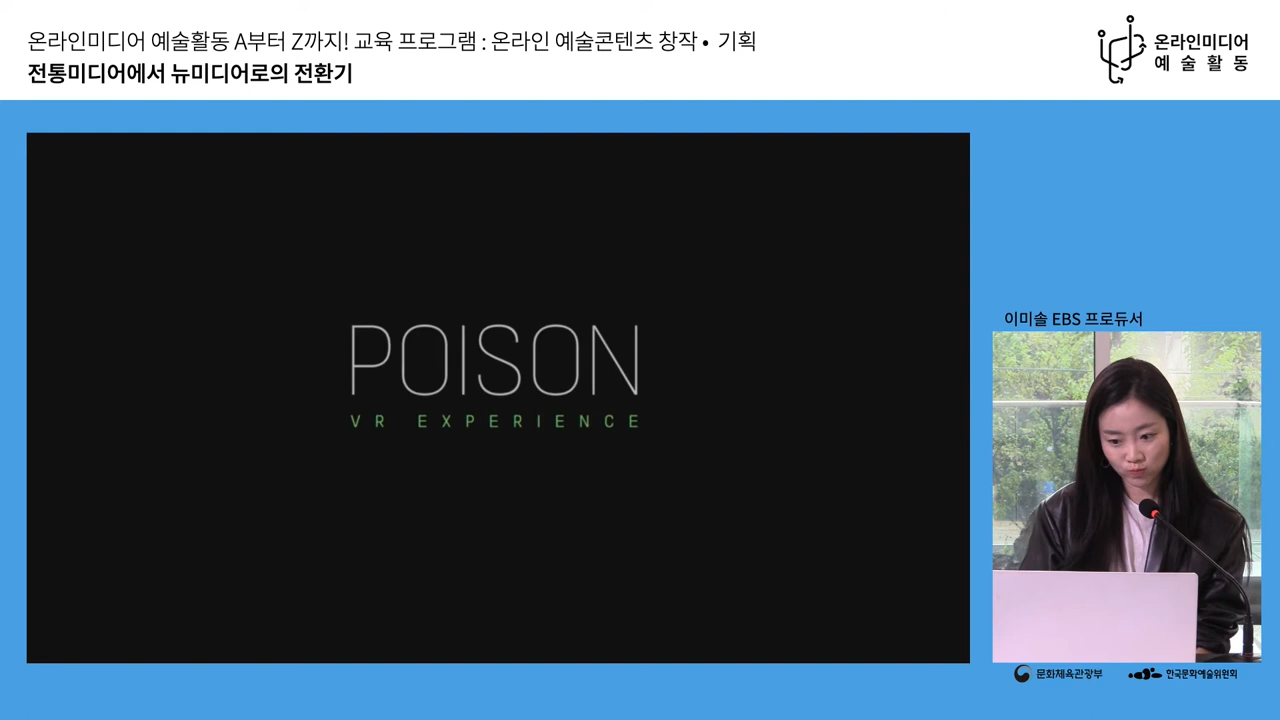 온라인미디어 예술활동 A부터 Z까지! 교육 프로그램 : 온라인 예술콘텐츠 창작 • 기획
전통미디어에서 뉴미디어로의 전환기
온라인미디어
예술활동
POISON
VR EXPERIENCE
이미솔 EBS 프로듀서
문화체육관광부
한국문화예술위원회